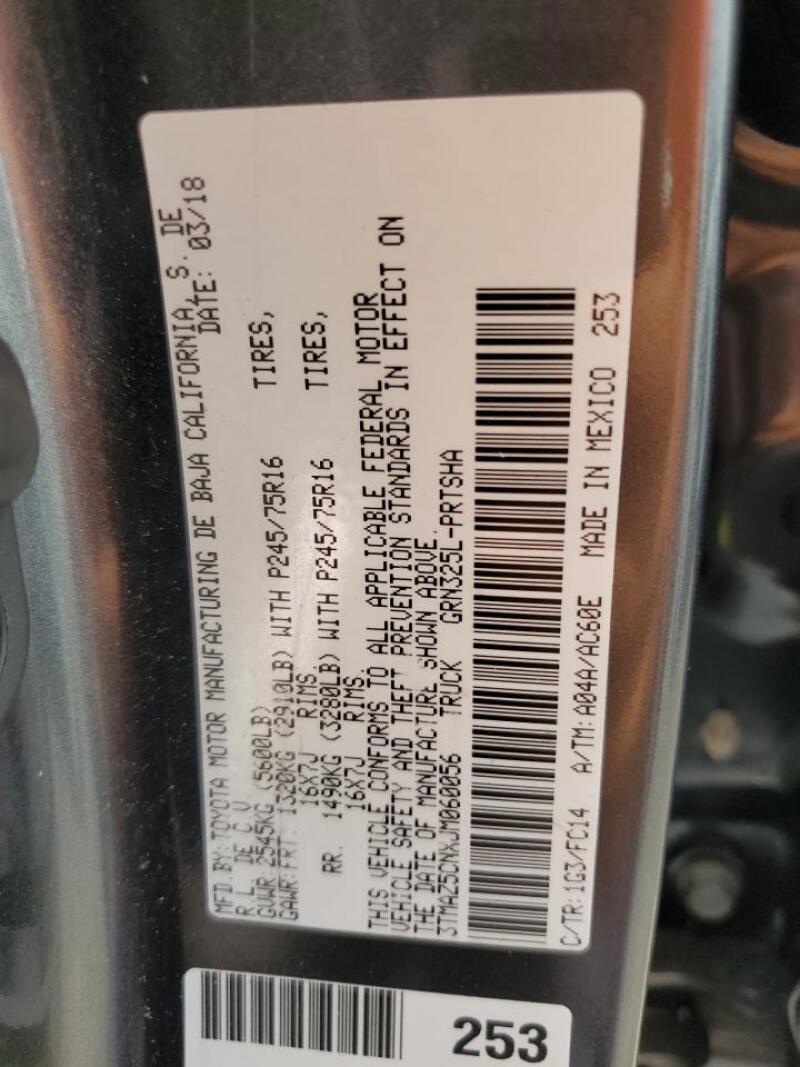 MFD BY: TOYOTA MOTOR MANUFACTURING DE BAJA CALIFORNIA, S. DE
R.L. DE C.V. DATE: 03/18
GVWR: 2545KG (5600LB)
GAWR: FRT. 1320KG (2910LB) WITH P245/75R16 TIRES,
16X7J RIMS.
RR. 1490KG (3280LB) WITH P245/75R16 TIRES,
16X7J RIMS.
THIS VEHICLE CONFORMS TO ALL APPLICABLE FEDERAL MOTOR
VEHICLE SAFETY AND THEFT PREVENTION STANDARDS IN EFFECT ON
THE DATE OF MANUFACTURE SHOWN ABOVE.
3TMAZ5CNXJM060056 TRUCK GRN325L-PRTSHA
C/TR: 1G3/FC14 A/TM: A04A/AC60E MADE IN MEXICO 253
253